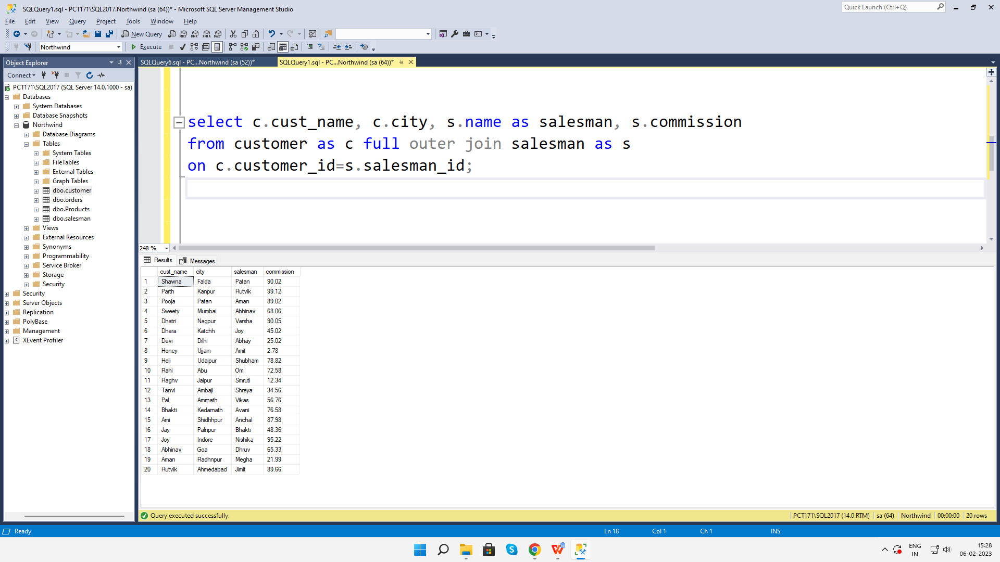 SQLQuery1.sql - PCT171\SQL2017.Northwind (sa (64))* - Microsoft SQL Server Management Studio
Quick Launch (Ctrl+Q)
File Edit View Query Project Tools Window Help
New Query MDX DMX XMLA DAX
Northwind Execute
Object Explorer
SQLQuery6.sql - PC...Northwind (sa (52))*
SQLQuery1.sql - PC...Northwind (sa (64))*
Connect
PCT171\SQL2017 (SQL Server 14.0.1000 - sa)
Databases
System Databases
Database Snapshots
Northwind
Database Diagrams
Tables
System Tables
FileTables
External Tables
Graph Tables
dbo.customer
dbo.orders
dbo.Products
dbo.salesman
Views
External Resources
Synonyms
Programmability
Service Broker
Storage
Security
Security
Server Objects
Replication
PolyBase
Management
XEvent Profiler
select c.cust_name, c.city, s.name as salesman, s.commission
from customer as c full outer join salesman as s
on c.customer_id=s.salesman_id;
248 %
Results Messages
cust_name city salesman commission
1 Shawna Falda Patan 90.02
2 Parth Kanpur Rutvik 99.12
3 Pooja Patan Aman 89.02
4 Sweety Mumbai Abhinav 68.06
5 Dhatri Nagpur Varsha 90.05
6 Dhara Katchh Joy 45.02
7 Devi Dilhi Abhay 25.02
8 Honey Ujjain Amit 2.78
9 Heli Udaipur Shubham 78.82
10 Rahi Abu Om 72.58
11 Raghv Jaipur Smruti 12.34
12 Tanvi Ambaji Shreya 34.56
13 Pal Amrnath Vikas 56.76
14 Bhakti Kedarnath Avani 76.58
15 Ami Shidhhpur Anchal 87.98
16 Jay Palnpur Bhakti 48.36
17 Joy Indore Nishika 95.22
18 Abhinav Goa Dhruv 65.33
19 Aman Radhnpur Megha 21.99
20 Rutvik Ahmedabad Jimit 89.66
Query executed successfully.
PCT171\SQL2017 (14.0 RTM) sa (64) Northwind 00:00:00 20 rows
Ready Ln 18 Col 1 Ch 1 INS
ENG
IN
15:28
06-02-2023